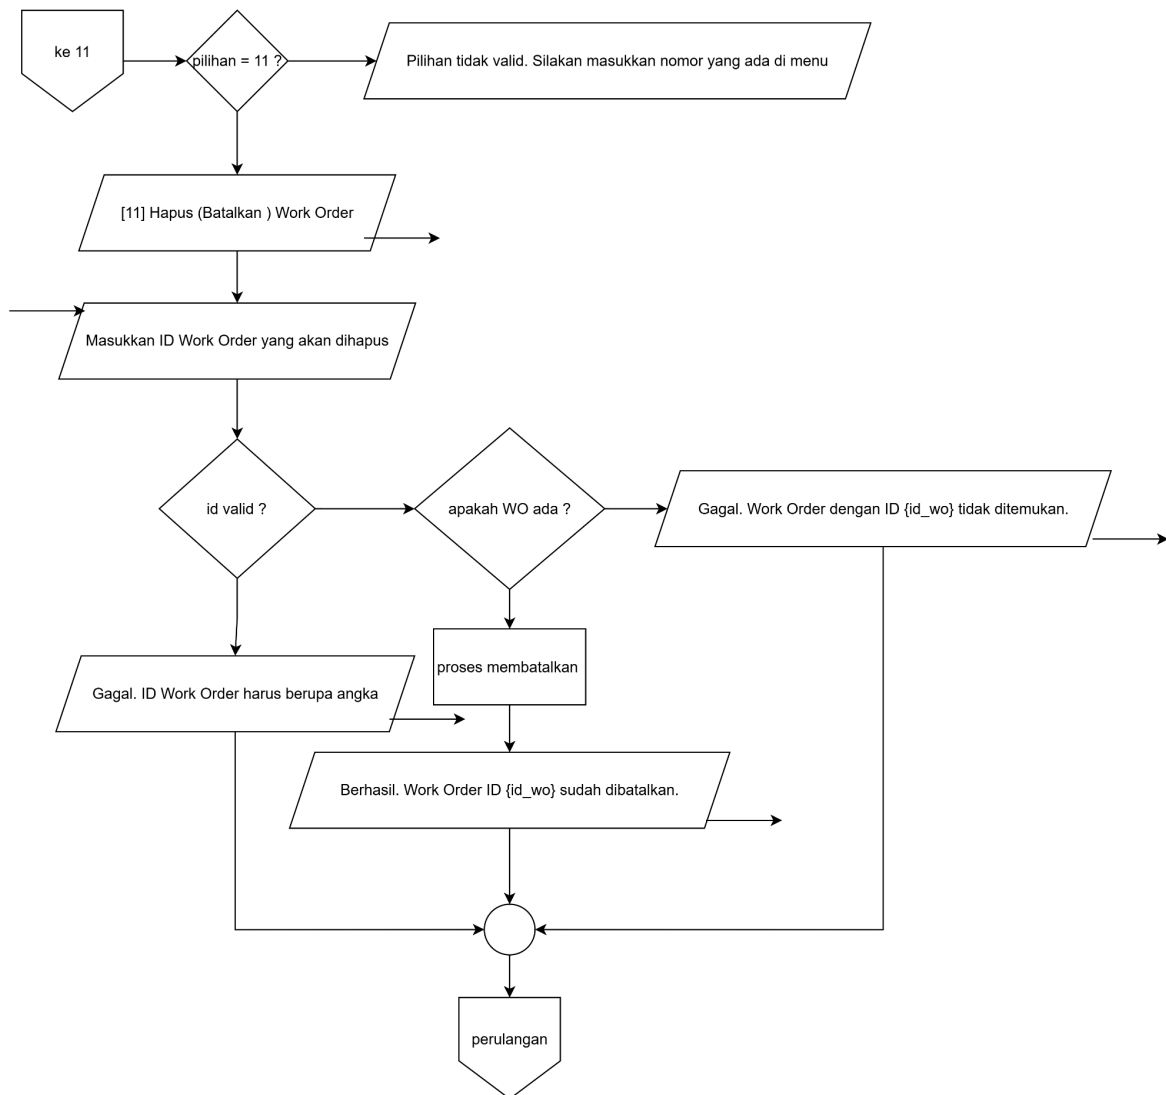 ke 11
pilihan = 11 ?
Pilihan tidak valid. Silakan masukkan nomor yang ada di menu
[11] Hapus (Batalkan ) Work Order
Masukkan ID Work Order yang akan dihapus
id valid ?
apakah WO ada ?
Gagal. Work Order dengan ID {id_wo} tidak ditemukan.
proses membatalkan
Gagal. ID Work Order harus berupa angka
Berhasil. Work Order ID {id_wo} sudah dibatalkan.
perulangan